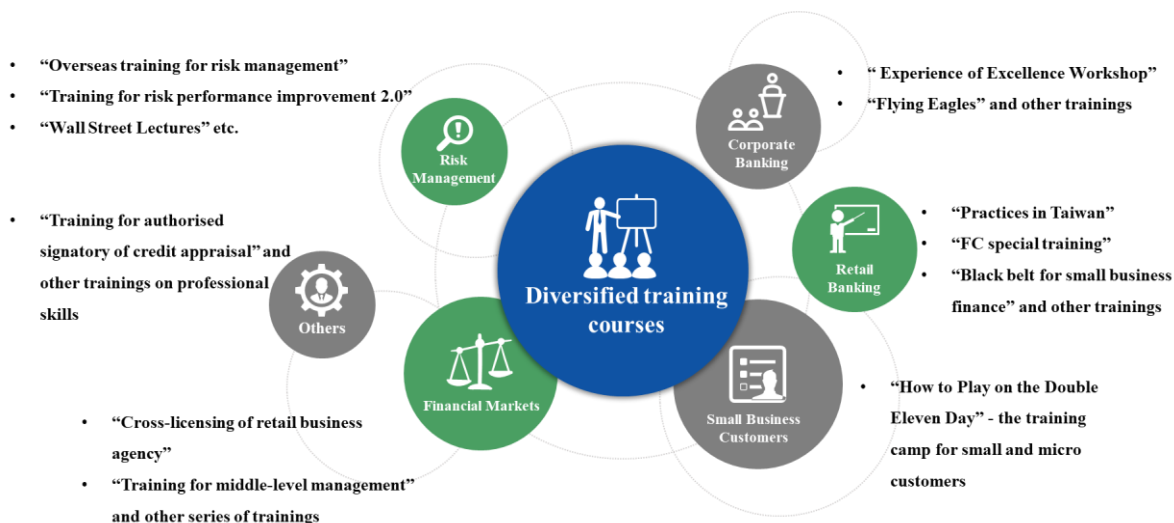 • “Overseas training for risk management”
• “Training for risk performance improvement 2.0”
• “Wall Street Lectures” etc.
Risk
Management
• “ Experience of Excellence Workshop”
• “Flying Eagles” and other trainings
Corporate
Banking
• “Training for authorised
signatory of credit appraisal” and
other trainings on professional
skills
Others
Diversified training
courses
• “Practices in Taiwan”
• “FC special training”
• “Black belt for small business
finance” and other trainings
Retail
Banking
Financial Markets
• “Cross-licensing of retail business
agency”
• “Training for middle-level management”
and other series of trainings
Small Business
Customers
• “How to Play on the Double
Eleven Day” - the training
camp for small and micro
customers